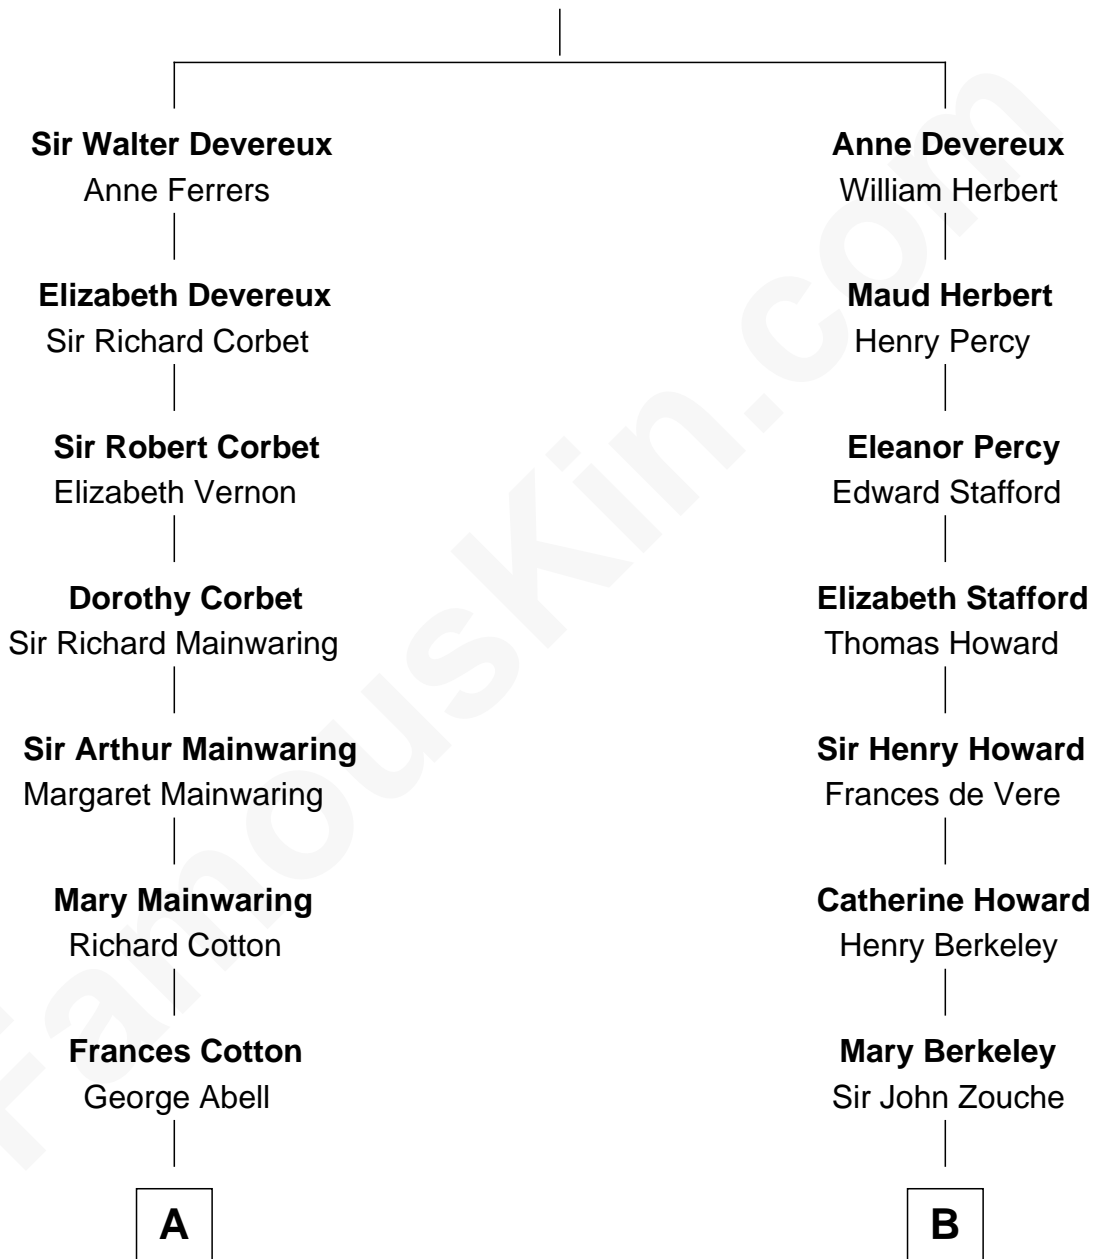 Sir Walter Devereux
Anne Ferrers
Elizabeth Devereux
Sir Richard Corbet
Sir Robert Corbet
Elizabeth Vernon
Dorothy Corbet
Sir Richard Mainwaring
Sir Arthur Mainwaring
Margaret Mainwaring
Mary Mainwaring
Richard Cotton
Frances Cotton
George Abell
A
Anne Devereux
William Herbert
Maud Herbert
Henry Percy
Eleanor Percy
Edward Stafford
Elizabeth Stafford
Thomas Howard
Sir Henry Howard
Frances de Vere
Catherine Howard
Henry Berkeley
Mary Berkeley
Sir John Zouche
B
FamousKin.com